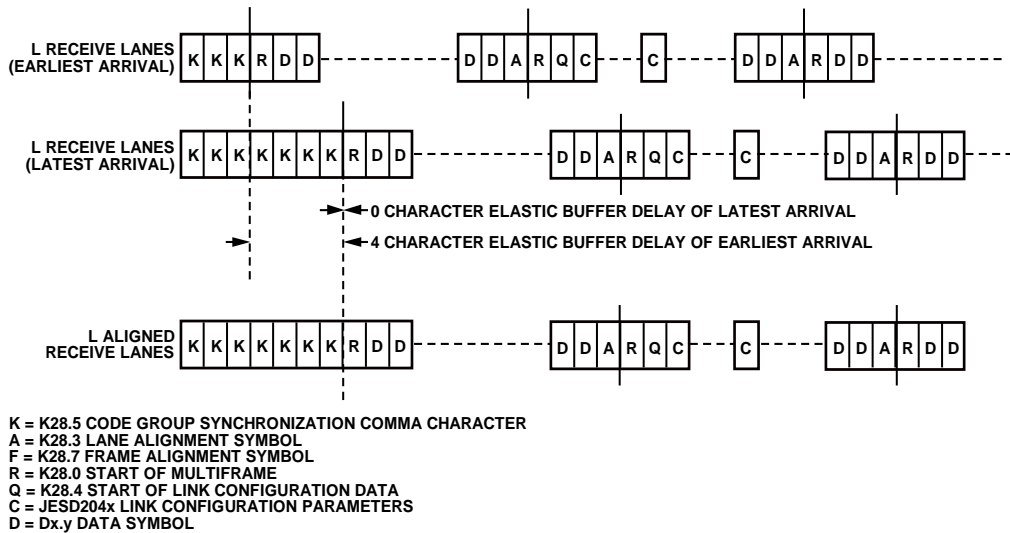 L RECEIVE LANES
(EARLIEST ARRIVAL)
K K K R D D
D D A R Q C
C
D D A R D D
L RECEIVE LANES
(LATEST ARRIVAL)
K K K K K K K R D D
D D A R Q C
C
D D A R D D
0 CHARACTER ELASTIC BUFFER DELAY OF LATEST ARRIVAL
4 CHARACTER ELASTIC BUFFER DELAY OF EARLIEST ARRIVAL
L ALIGNED
RECEIVE LANES
K K K K K K K R D D
D D A R Q C
C
D D A R D D
K = K28.5 CODE GROUP SYNCHRONIZATION COMMA CHARACTER
A = K28.3 LANE ALIGNMENT SYMBOL
F = K28.7 FRAME ALIGNMENT SYMBOL
R = K28.0 START OF MULTIFRAME
Q = K28.4 START OF LINK CONFIGURATION DATA
C = JESD204x LINK CONFIGURATION PARAMETERS
D = Dx.y DATA SYMBOL